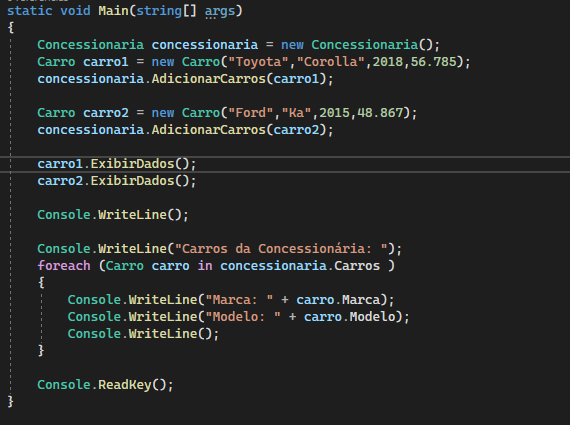 static void Main(string[] args)
{
Concessionaria concessionaria = new Concessionaria();
Carro carro1 = new Carro("Toyota","Corolla",2018,56.785);
concessionaria.AdicionarCarros(carro1);
Carro carro2 = new Carro("Ford","Ka",2015,48.867);
concessionaria.AdicionarCarros(carro2);
carro1.ExibirDados();
carro2.ExibirDados();
Console.WriteLine();
Console.WriteLine("Carros da Concessionária: ");
foreach (Carro carro in concessionaria.Carros )
{
Console.WriteLine("Marca: " + carro.Marca);
Console.WriteLine("Modelo: " + carro.Modelo);
Console.WriteLine();
}
Console.ReadKey();
}